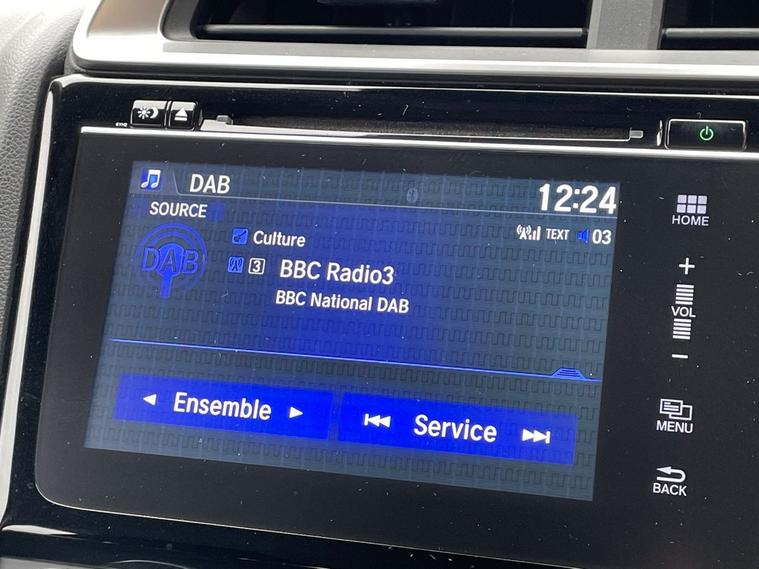 DAB
12:24
SOURCE
DAB
Culture
TEXT 03
3 BBC Radio3
BBC National DAB
Ensemble
Service
HOME
+
VOL
−
MENU
BACK